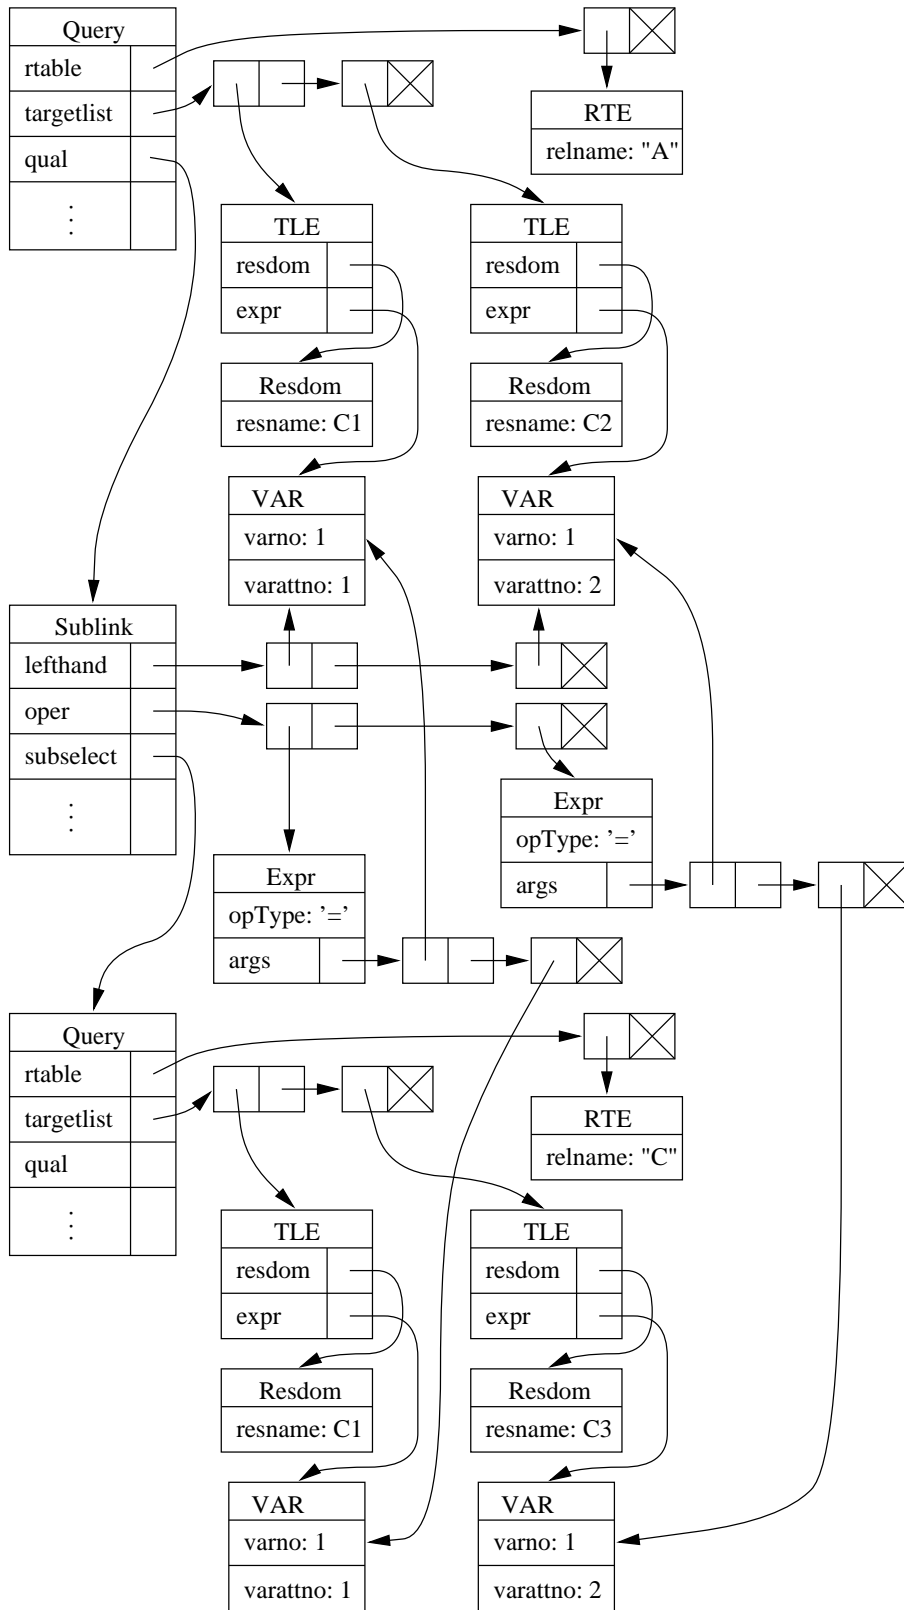 Query
rtable
targetlist
qual
⋮
RTE
relname: "A"
TLE
resdom
expr
TLE
resdom
expr
Resdom
resname: C1
Resdom
resname: C2
VAR
varno: 1
varattno: 1
VAR
varno: 1
varattno: 2
Sublink
lefthand
oper
subselect
⋮
Expr
opType: ’=’
args
Expr
opType: ’=’
args
Query
rtable
targetlist
qual
⋮
RTE
relname: "C"
TLE
resdom
expr
TLE
resdom
expr
Resdom
resname: C1
Resdom
resname: C3
VAR
varno: 1
varattno: 1
VAR
varno: 1
varattno: 2